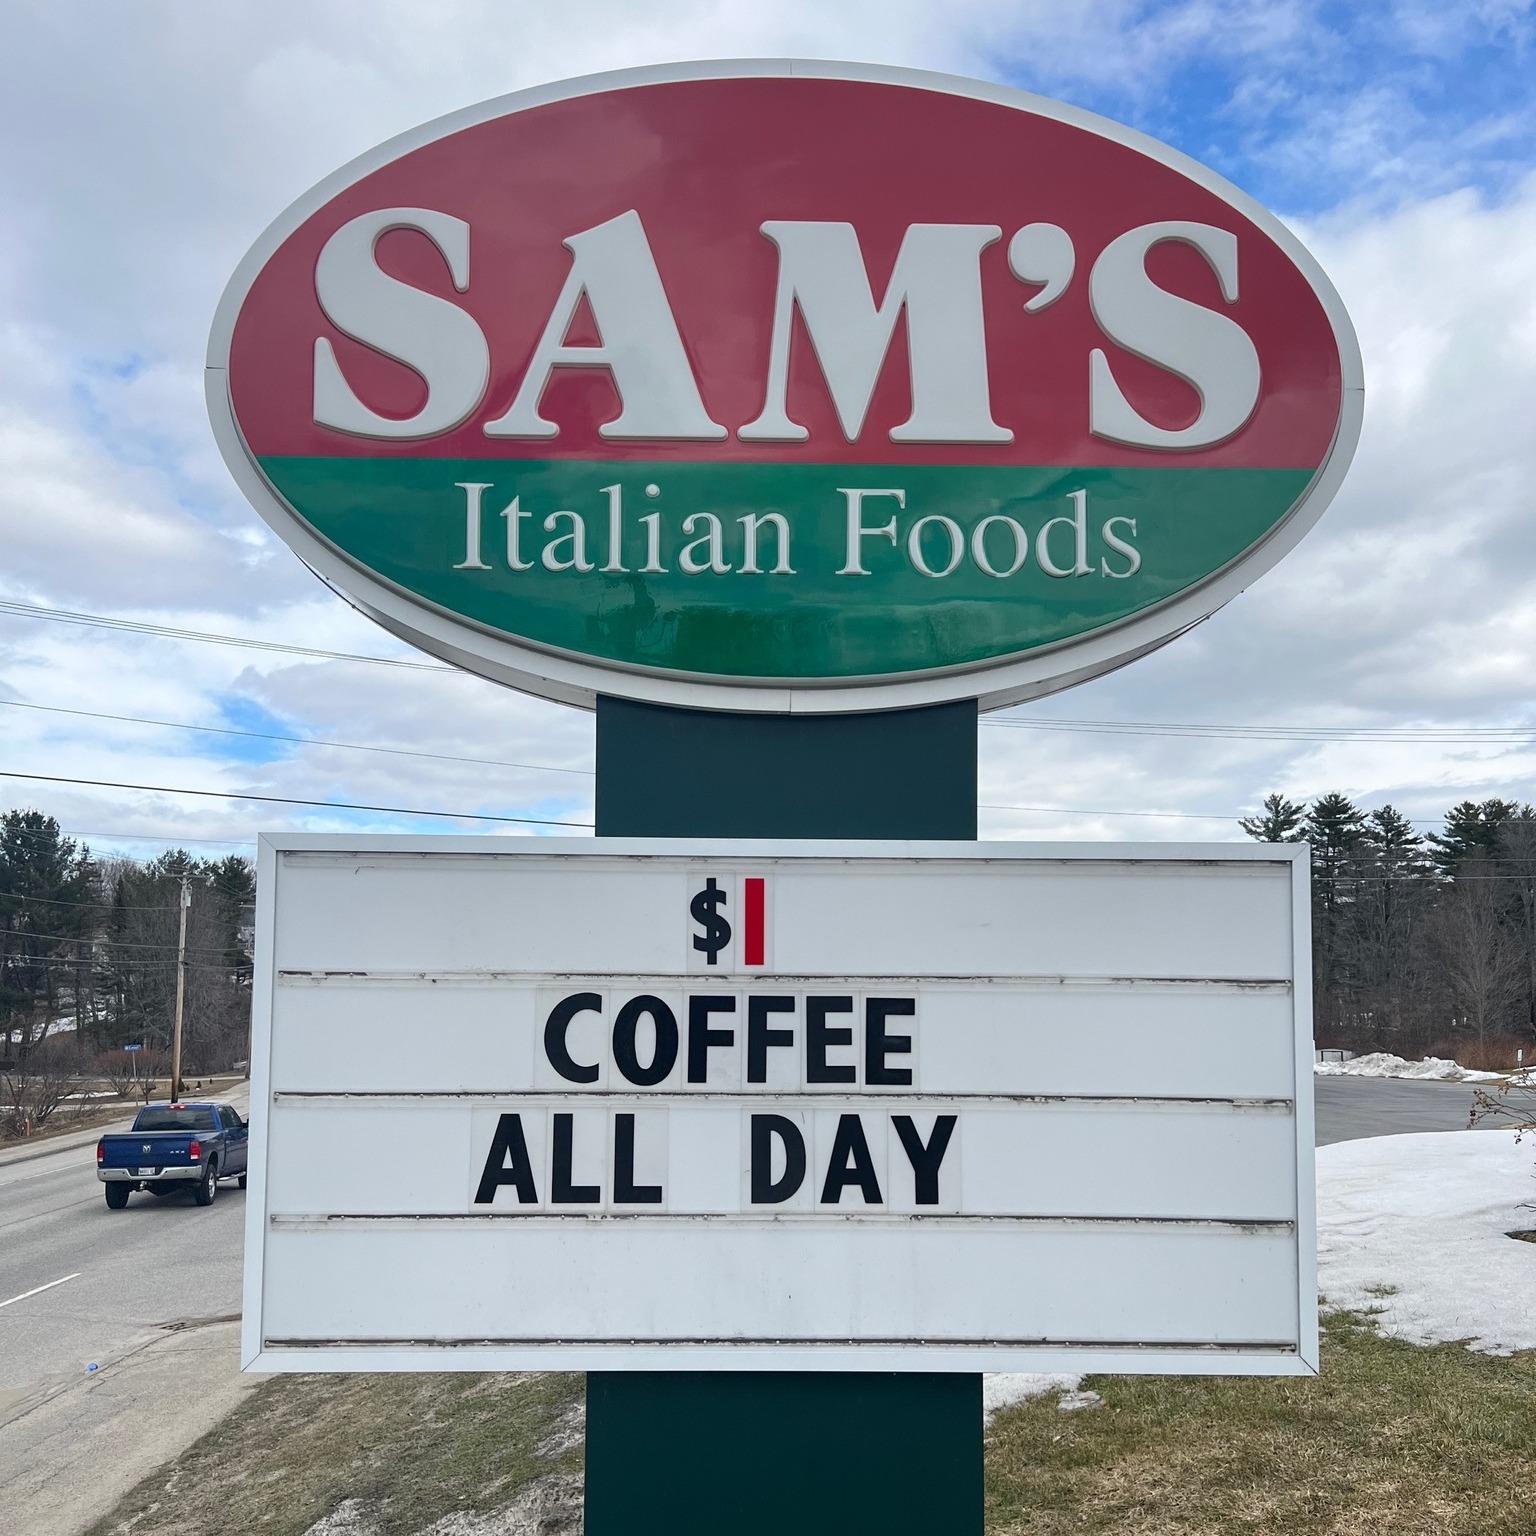 SAM'S
Italian Foods
$1
COFFEE
ALL DAY